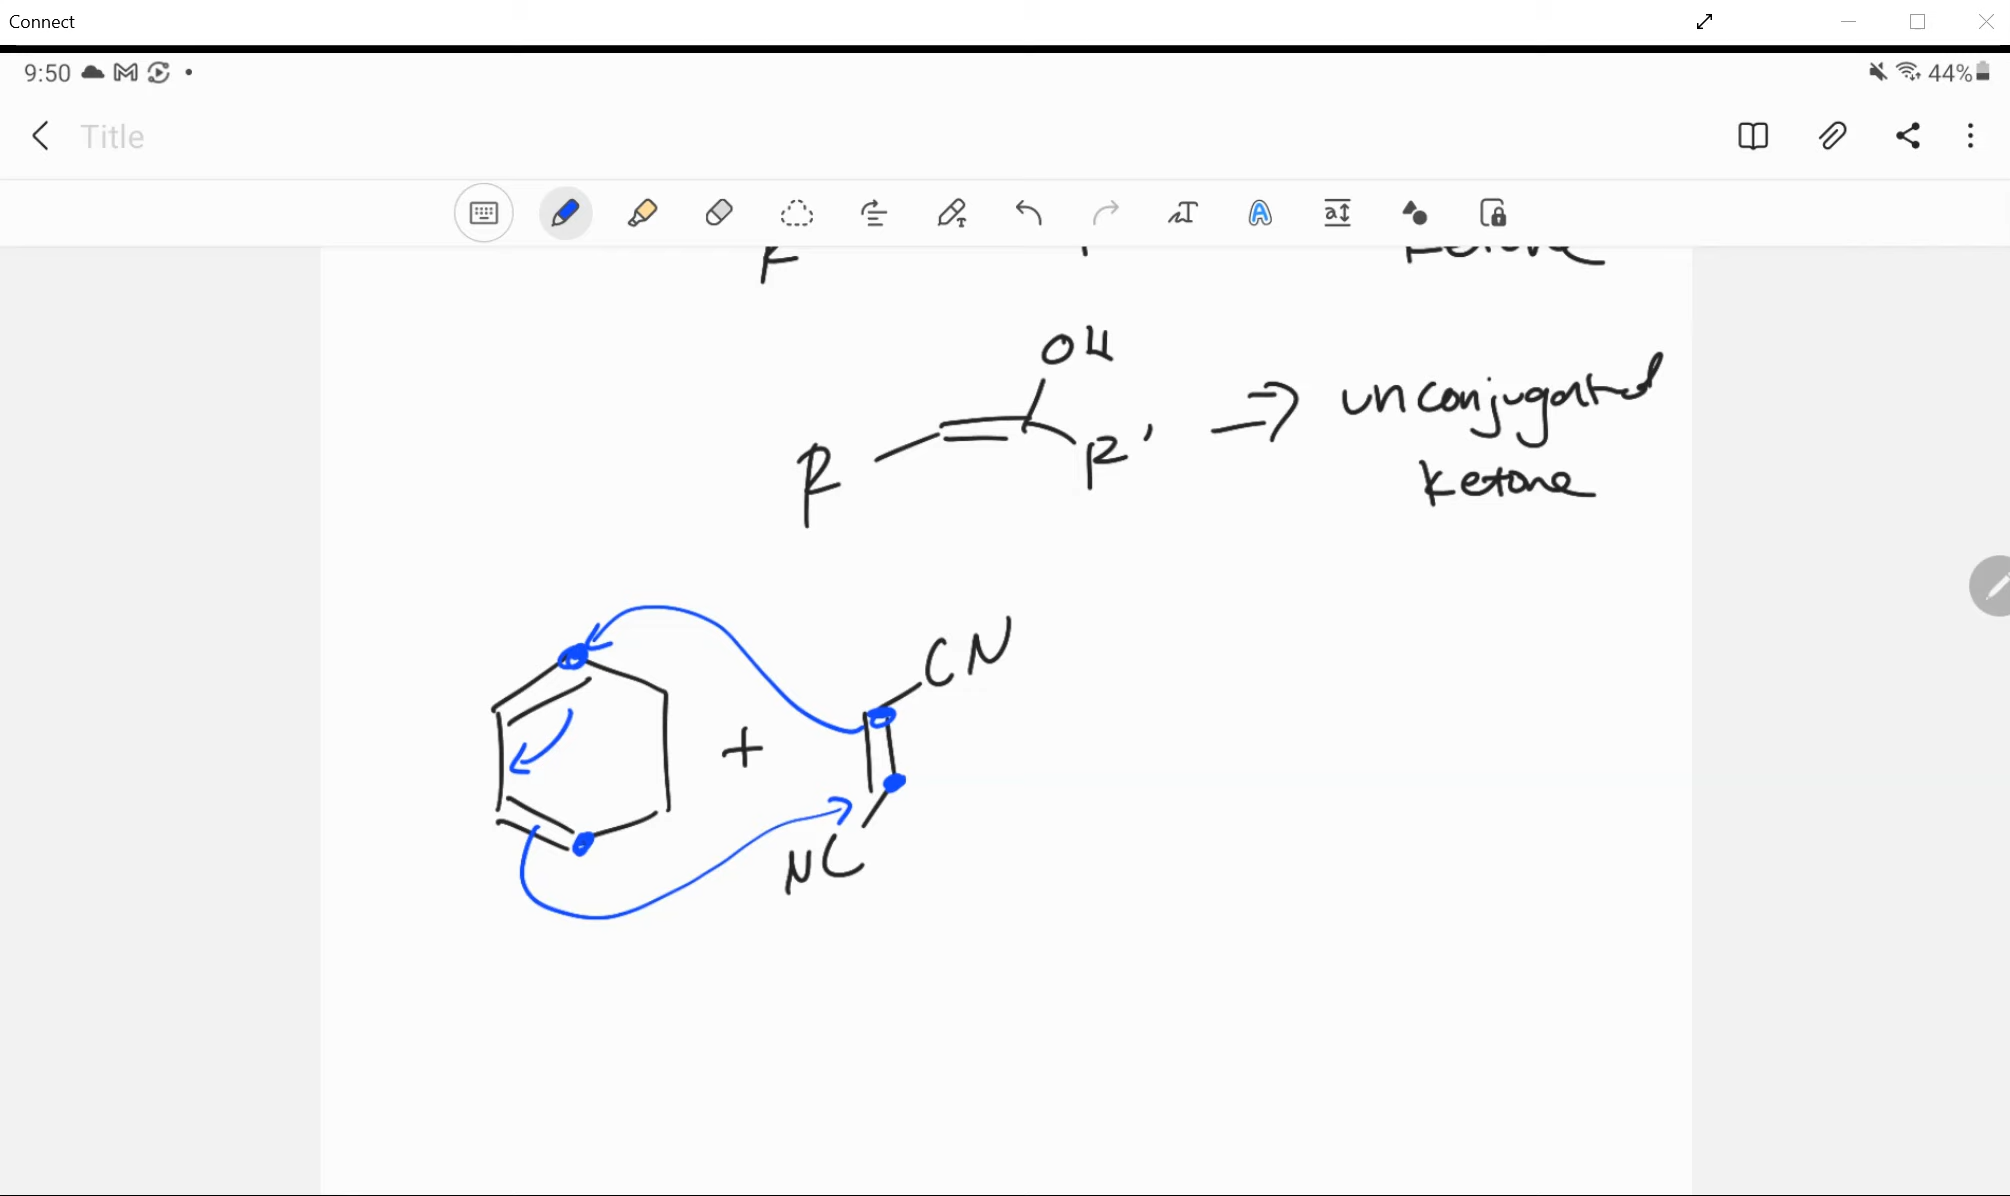 Connect
9:50
44%
Title
OH
R
R'
unconjugated
ketone
CN
+
NC